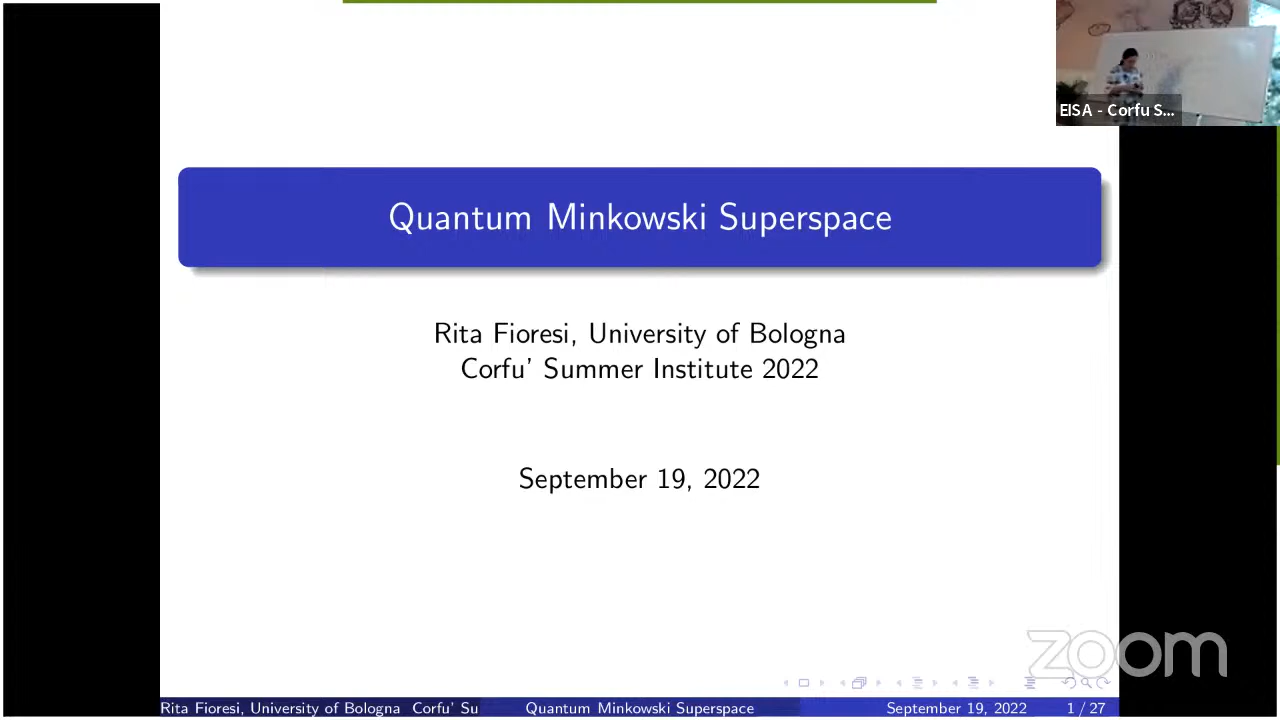 EISA - Corfu S...
Quantum Minkowski Superspace
Rita Fioresi, University of Bologna
Corfu' Summer Institute 2022
September 19, 2022
zoom
Rita Fioresi, University of Bologna Corfu' Su Quantum Minkowski Superspace September 19, 2022 1 / 27